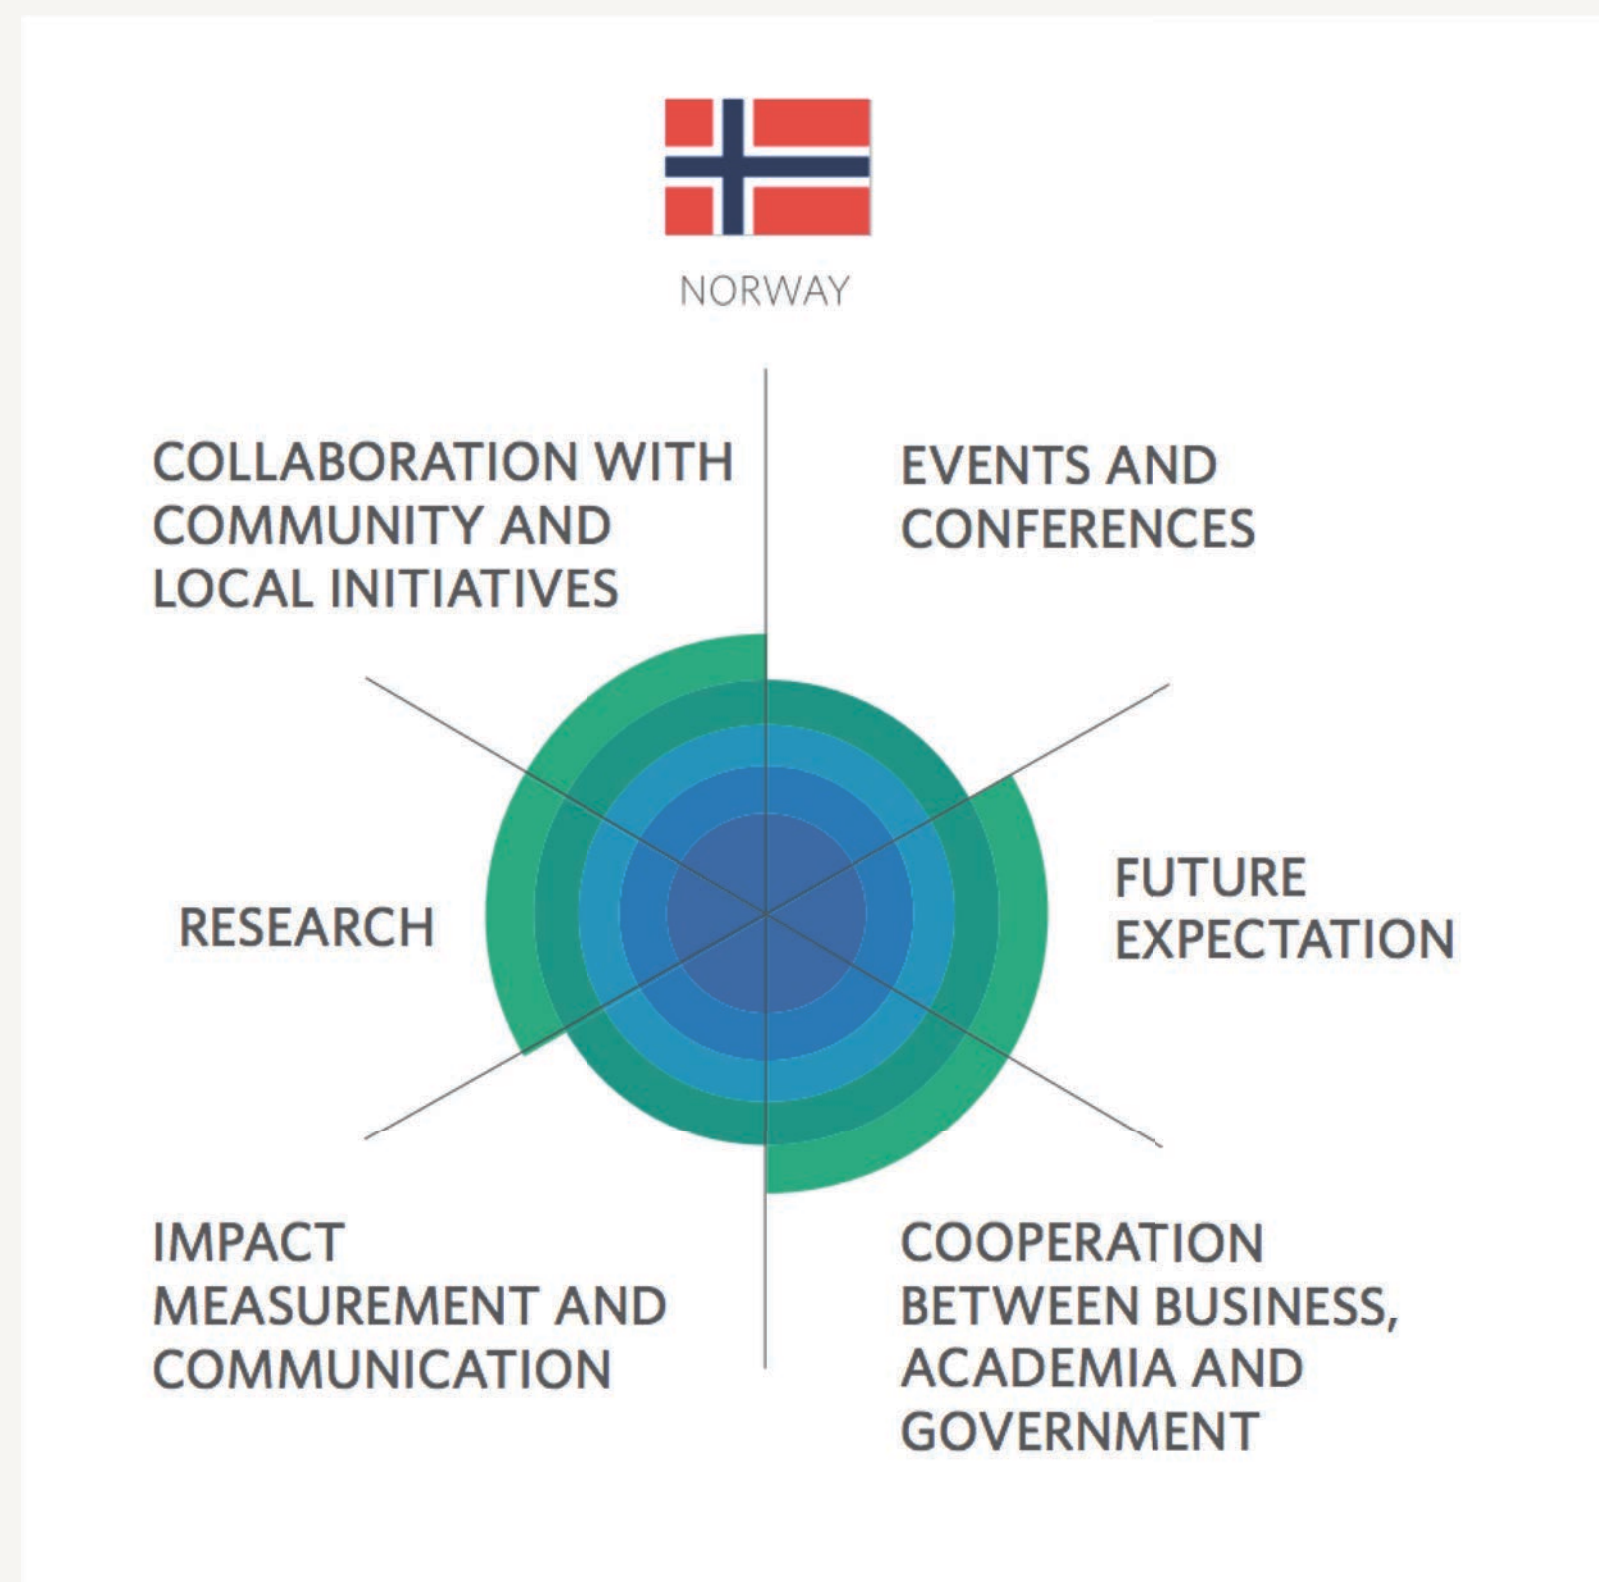 NORWAY
COLLABORATION WITH
COMMUNITY AND
LOCAL INITIATIVES
EVENTS AND
CONFERENCES
RESEARCH
FUTURE
EXPECTATION
IMPACT
MEASUREMENT AND
COMMUNICATION
COOPERATION
BETWEEN BUSINESS,
ACADEMIA AND
GOVERNMENT